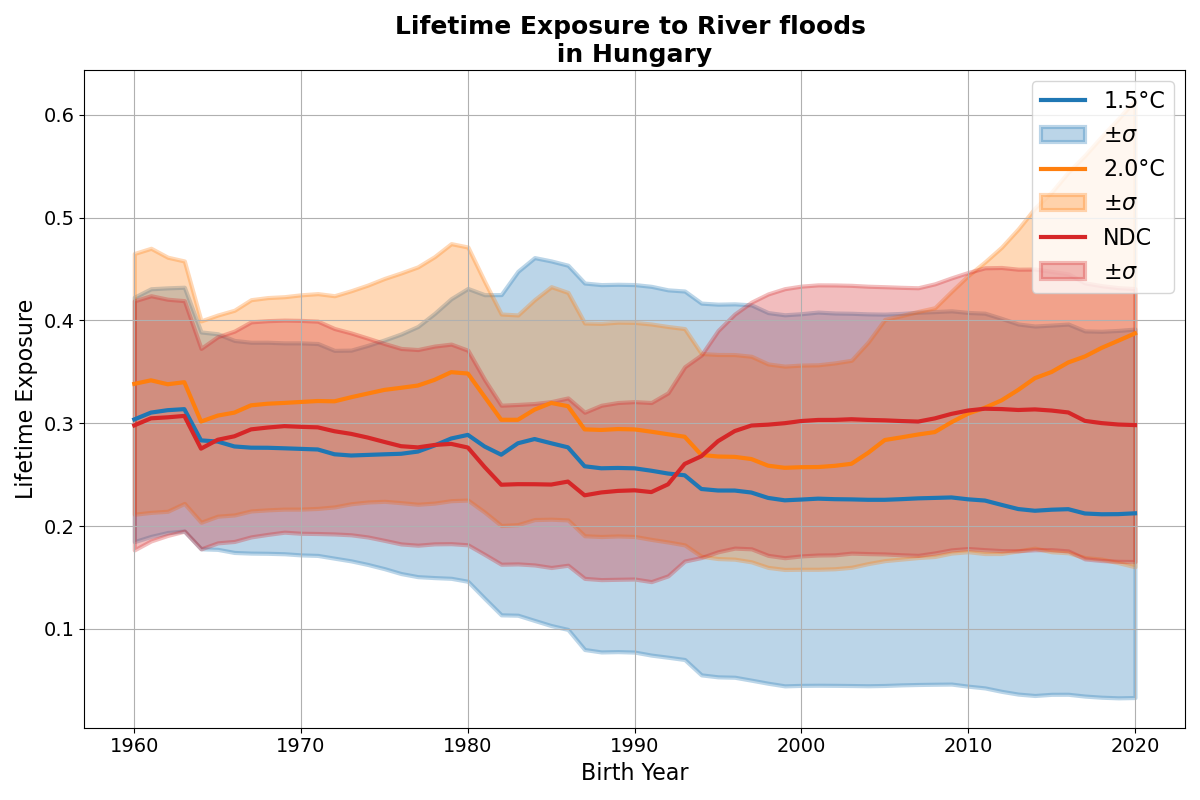 Lifetime Exposure to River floods
in Hungary
Lifetime Exposure
0.6
0.5
0.4
0.3
0.2
0.1
1960
1970
1980
1990
2000
2010
2020
Birth Year
1.5°C
±σ
2.0°C
±σ
NDC
±σ